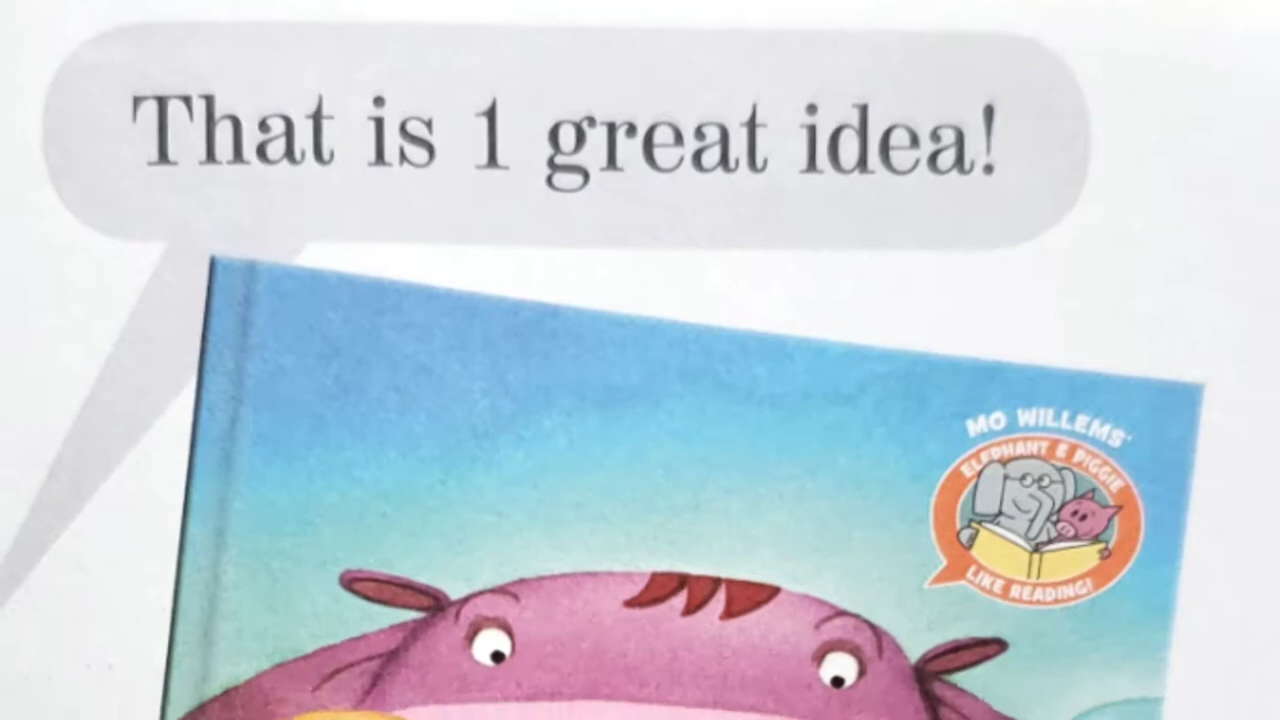 That is 1 great idea!
MO WILLEMS'
ELEPHANT & PIGGIE
LIKE READING!